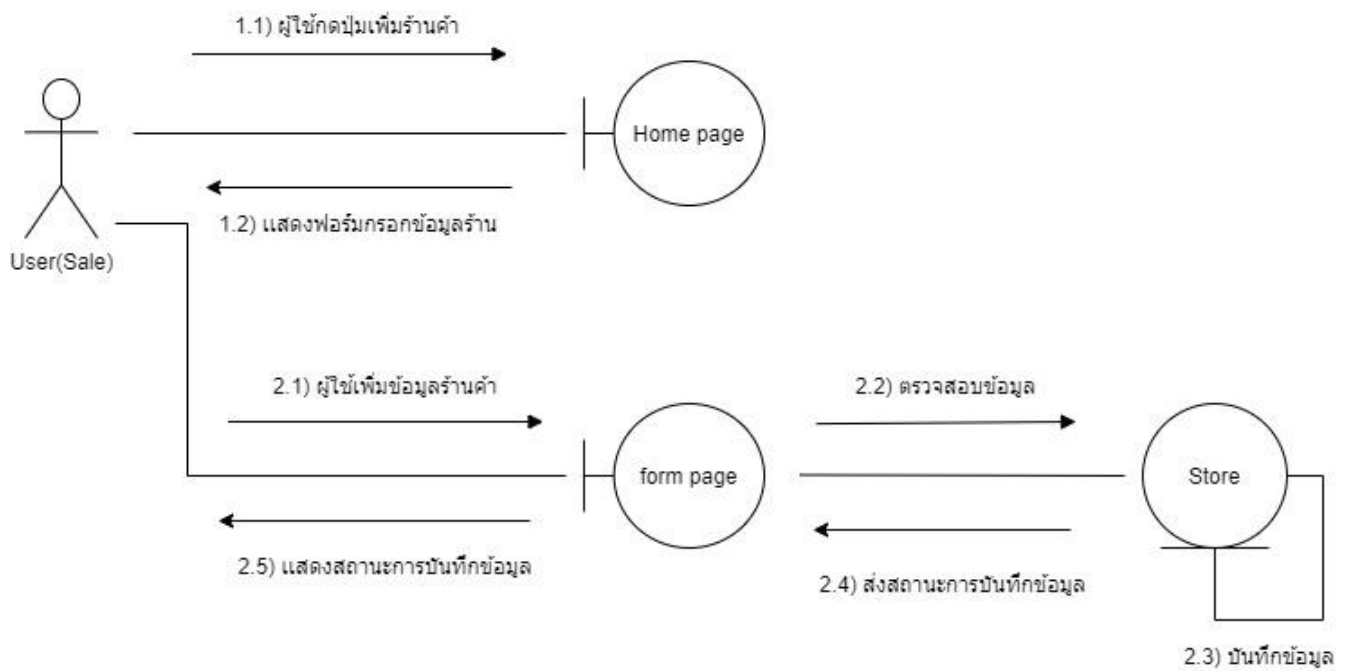 1.1) ผู้ใช้กดปุ่มเพิ่มร้านค้า
Home page
1.2) แสดงฟอร์มกรอกข้อมูลร้าน
User(Sale)
2.1) ผู้ใช้เพิ่มข้อมูลร้านค้า
2.2) ตรวจสอบข้อมูล
form page
Store
2.5) แสดงสถานะการบันทึกข้อมูล
2.4) ส่งสถานะการบันทึกข้อมูล
2.3) บันทึกข้อมูล